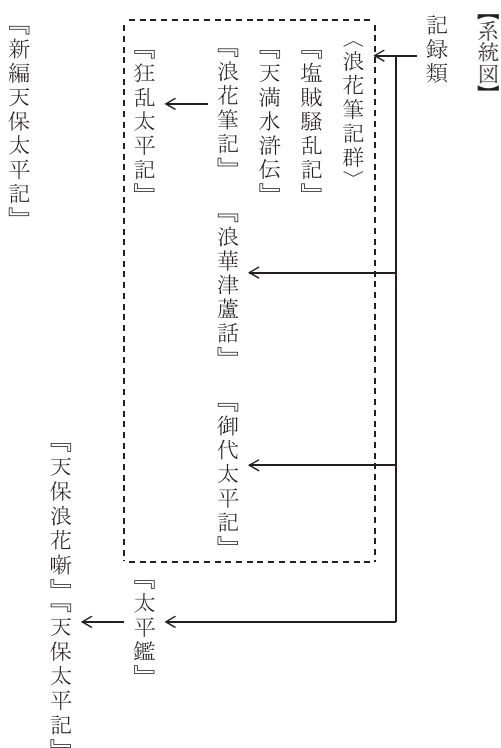 【系統図】
記録類
〈浪花筆記群〉
『塩賊騒乱記』
『天満水滸伝』
『浪花筆記』
『浪華津蘆話』
『御代太平記』
『狂乱太平記』
『太平鑑』
『天保浪花噺』『天保太平記』
『新編天保太平記』